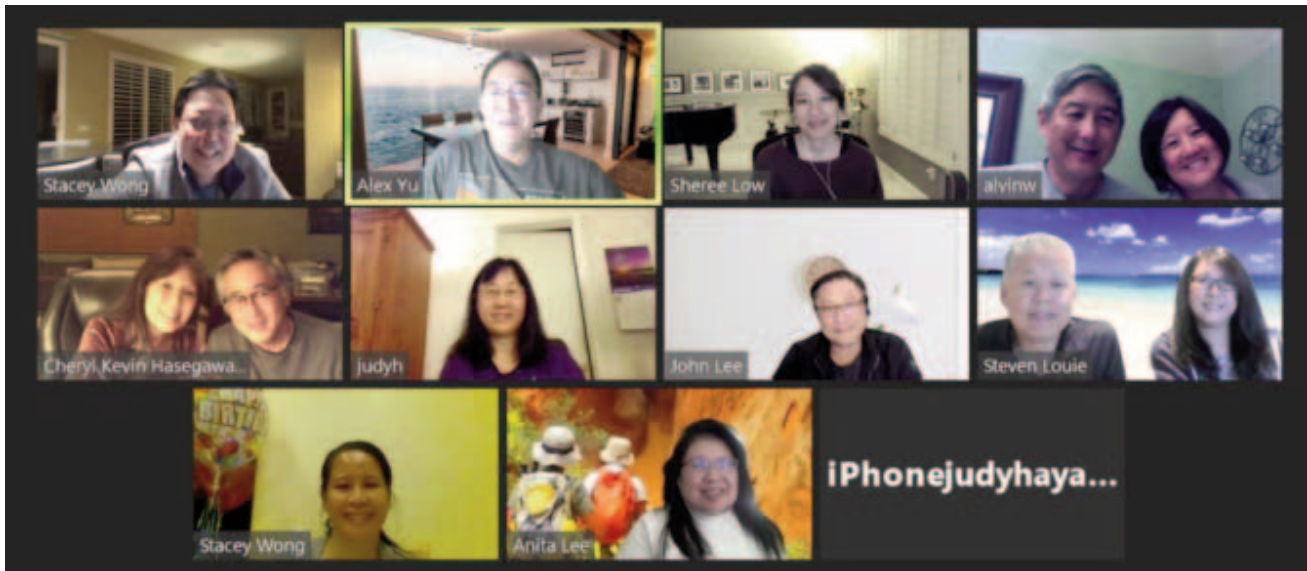 Stacey Wong
Alex Yu
Sheree Low
alvinw
Cheryl Kevin Hasegawa...
judyh
John Lee
Steven Louie
BIRTH
Stacey Wong
Anita Lee
iPhonejudyhaya...